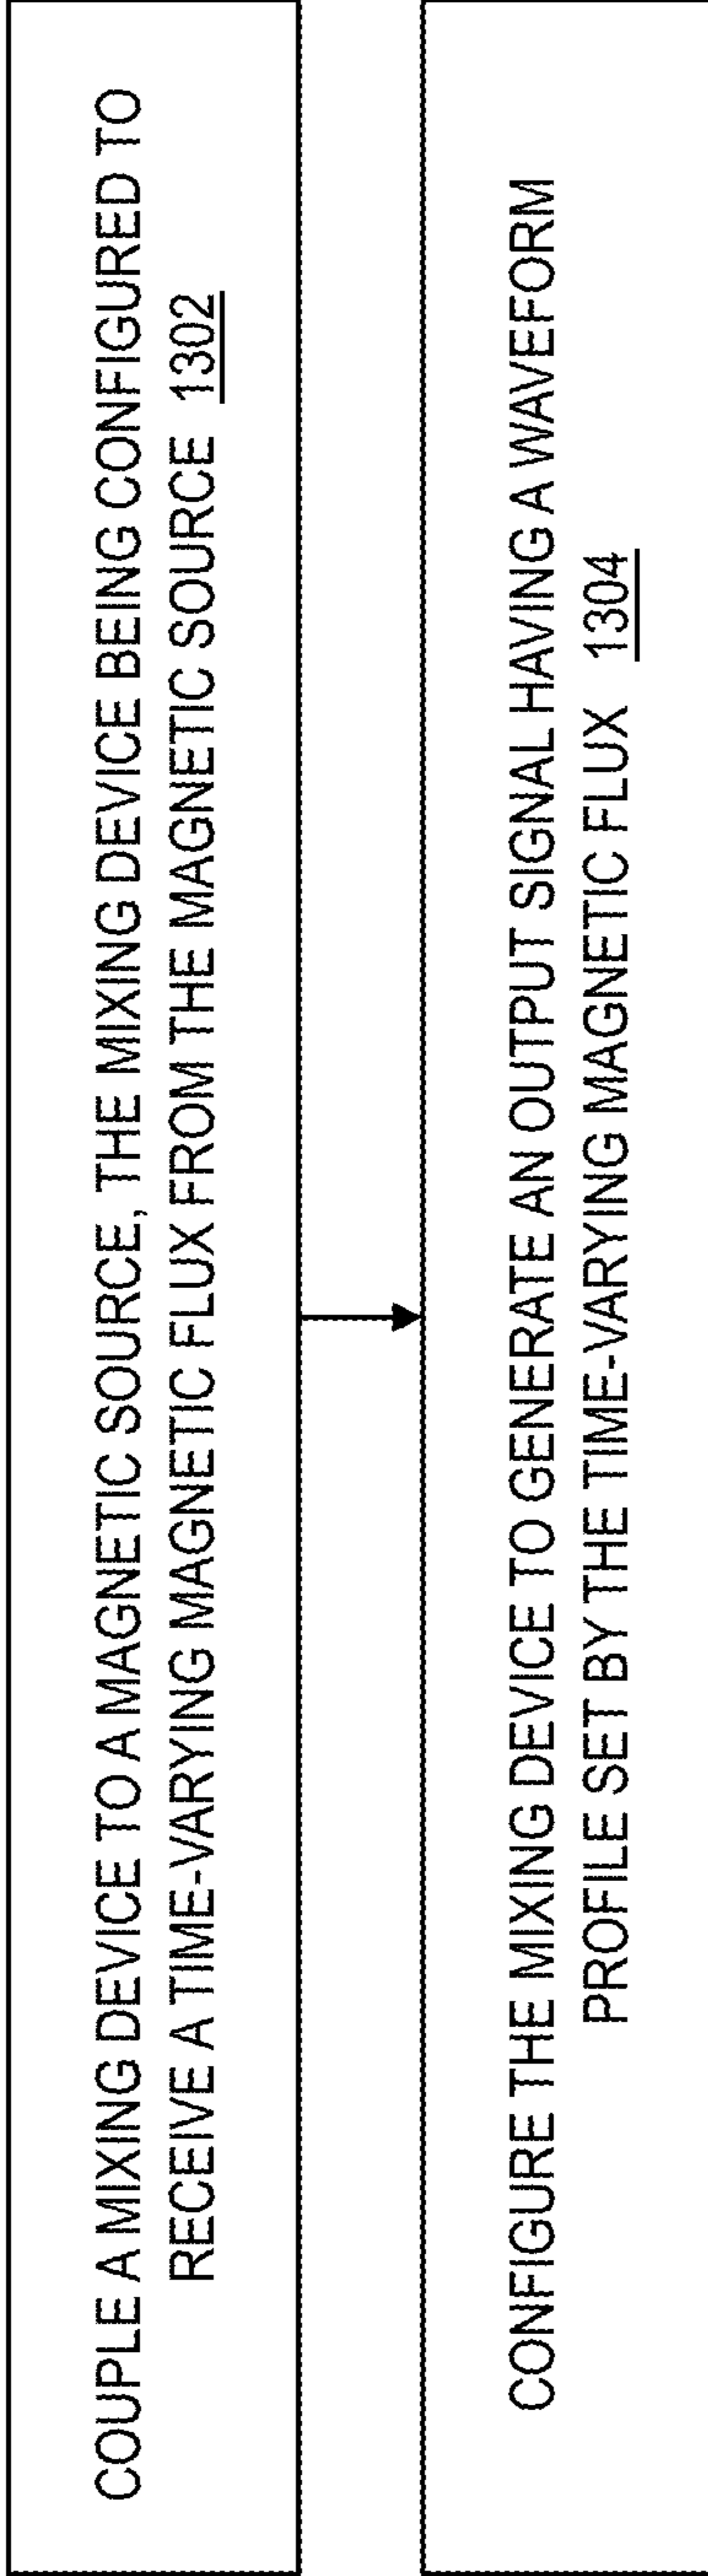 COUPLE A MIXING DEVICE TO A MAGNETIC SOURCE, THE MIXING DEVICE BEING CONFIGURED TO
RECEIVE A TIME-VARYING MAGNETIC FLUX FROM THE MAGNETIC SOURCE 1302
CONFIGURE THE MIXING DEVICE TO GENERATE AN OUTPUT SIGNAL HAVING A WAVEFORM
PROFILE SET BY THE TIME-VARYING MAGNETIC FLUX 1304